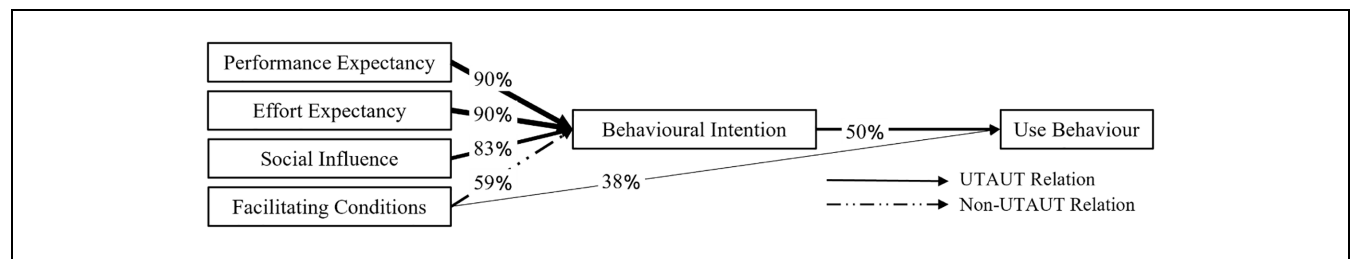 Performance Expectancy
90%
Effort Expectancy
90%
Behavioural Intention
50%
Use Behaviour
Social Influence
83%
59%
38%
Facilitating Conditions
UTAUT Relation
Non-UTAUT Relation